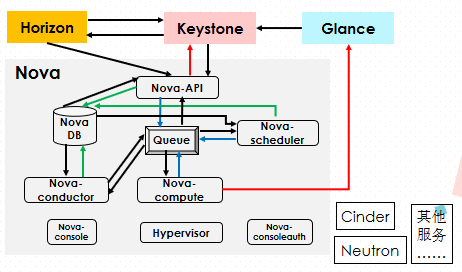 Horizon
Keystone
Glance
Nova
Nova-API
Nova
DB
Queue
Nova-
scheduler
Nova-
conductor
Nova-
compute
Nova-
console
Hypervisor
Nova-
consoleauth
Cinder
Neutron
其他
服务
……